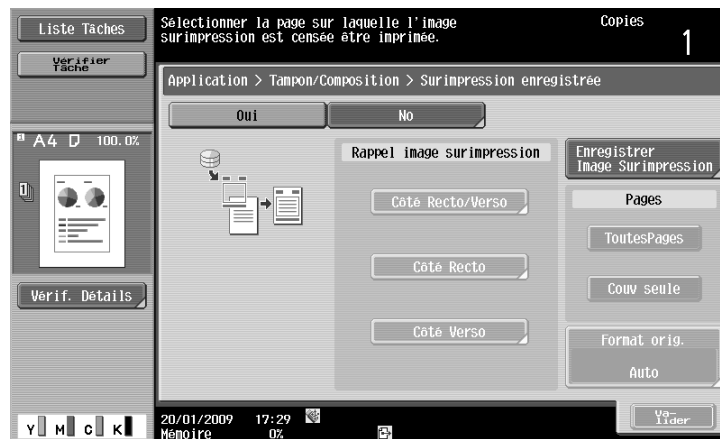 Liste Tâches
Vérifier
Tâche
Sélectionner la page sur laquelle l'image
surimpression est censée être imprimée.
Copies
1
Application > Tampon/Composition > Surimpression enregistrée
Oui
No
A4 100.0%
1
Vérif. Détails
Rappel image surimpression
Côté Recto/Verso
Côté Recto
Côté Verso
Enregistrer
Image Surimpression
Pages
ToutesPages
Couv seule
Format orig.
Auto
Va-
lider
Y M C K
20/01/2009 17:29
Mémoire 0%